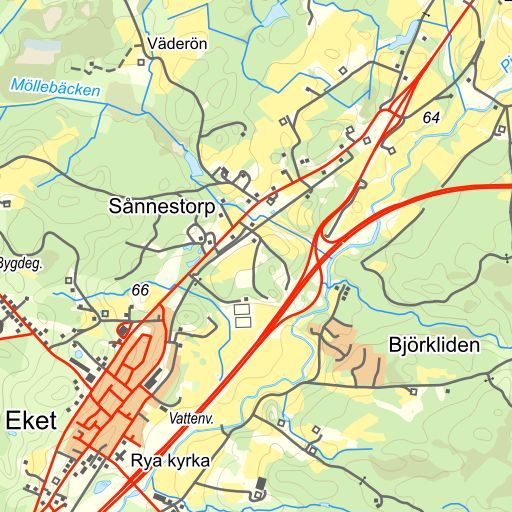 Väderön
Möllebäcken
64
Sånnestorp
Bygdeg.
66
Björkliden
Eket
Vattenv.
Rya kyrka